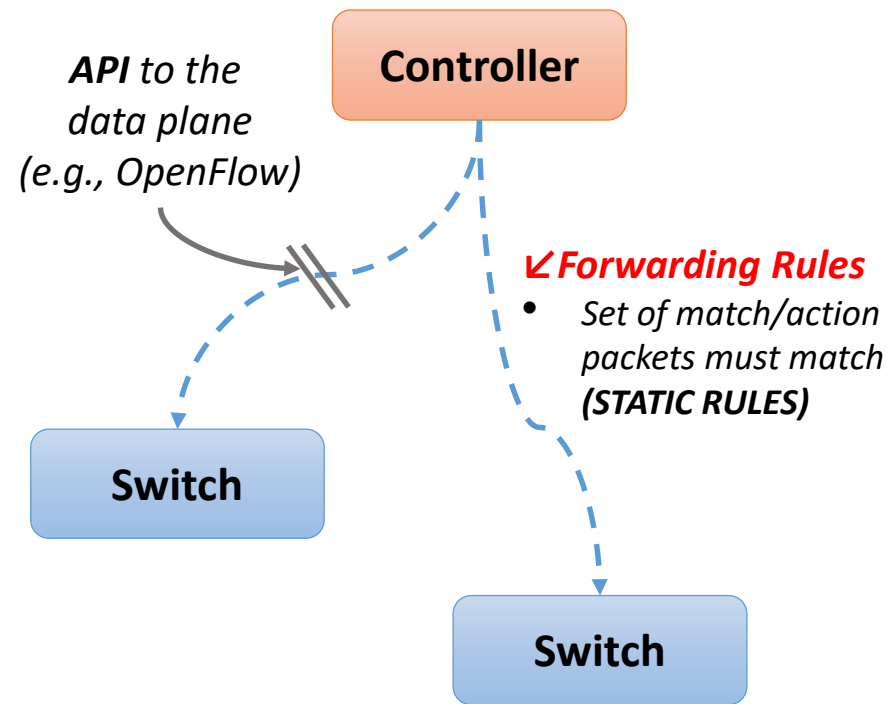 Controller
API to the
data plane
(e.g., OpenFlow)
↙Forwarding Rules
• Set of match/action
packets must match
(STATIC RULES)
Switch
Switch